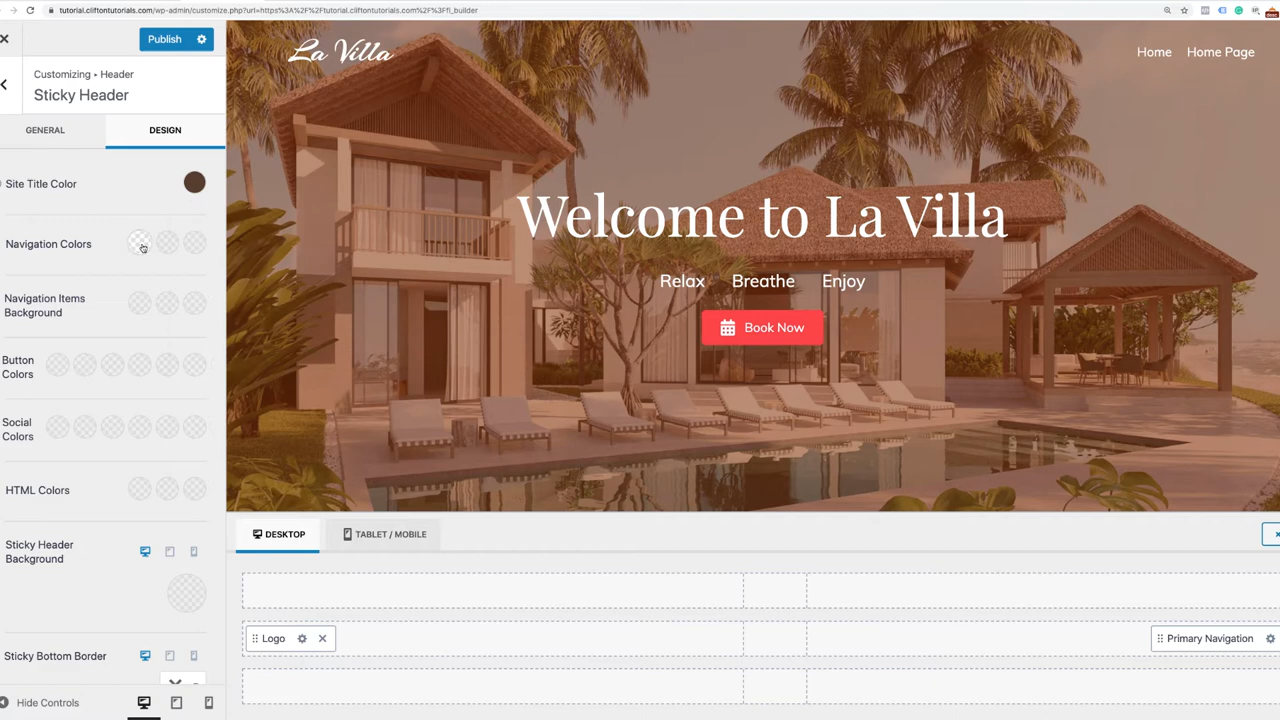 tutorial.cliftontutorials.com/wp-admin/customize.php?url=https%3A%2F%2Ftutorial.cliftontutorials.com%2F%3Ffl_builder
Publish
Customizing ▸ Header
Sticky Header
GENERAL
DESIGN
Site Title Color
Navigation Colors
Navigation Items
Background
Button
Colors
Social
Colors
HTML Colors
Sticky Header
Background
Sticky Bottom Border
Hide Controls
La Villa
Home
Home Page
Welcome to La Villa
Relax Breathe Enjoy
Book Now
DESKTOP
TABLET / MOBILE
Logo
Primary Navigation